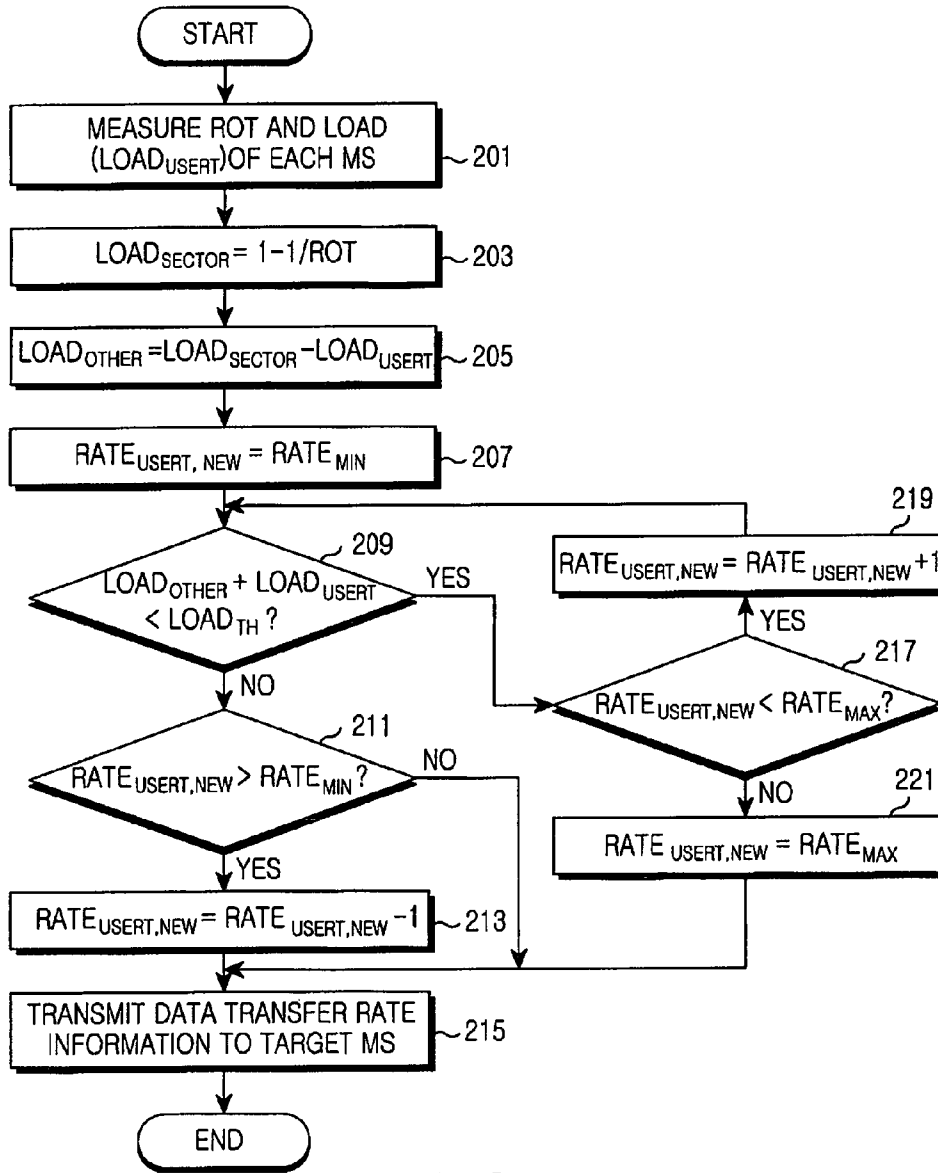 START
MEASURE ROT AND LOAD
(LOADUSERT)OF EACH MS
201
LOADSECTOR = 1-1/ROT
203
LOADOTHER =LOADSECTOR -LOADUSERT
205
RATEUSERT, NEW = RATEMIN
207
209
LOADOTHER + LOADUSERT
< LOADTH ?
YES
NO
219
RATEUSERT,NEW = RATE USERT,NEW +1
YES
217
RATEUSERT,NEW < RATEMAX?
NO
211
RATEUSERT,NEW > RATEMIN ?
NO
YES
221
RATE USERT,NEW = RATEMAX
RATEUSERT,NEW = RATE USERT,NEW -1
213
TRANSMIT DATA TRANSFER RATE
INFORMATION TO TARGET MS
215
END